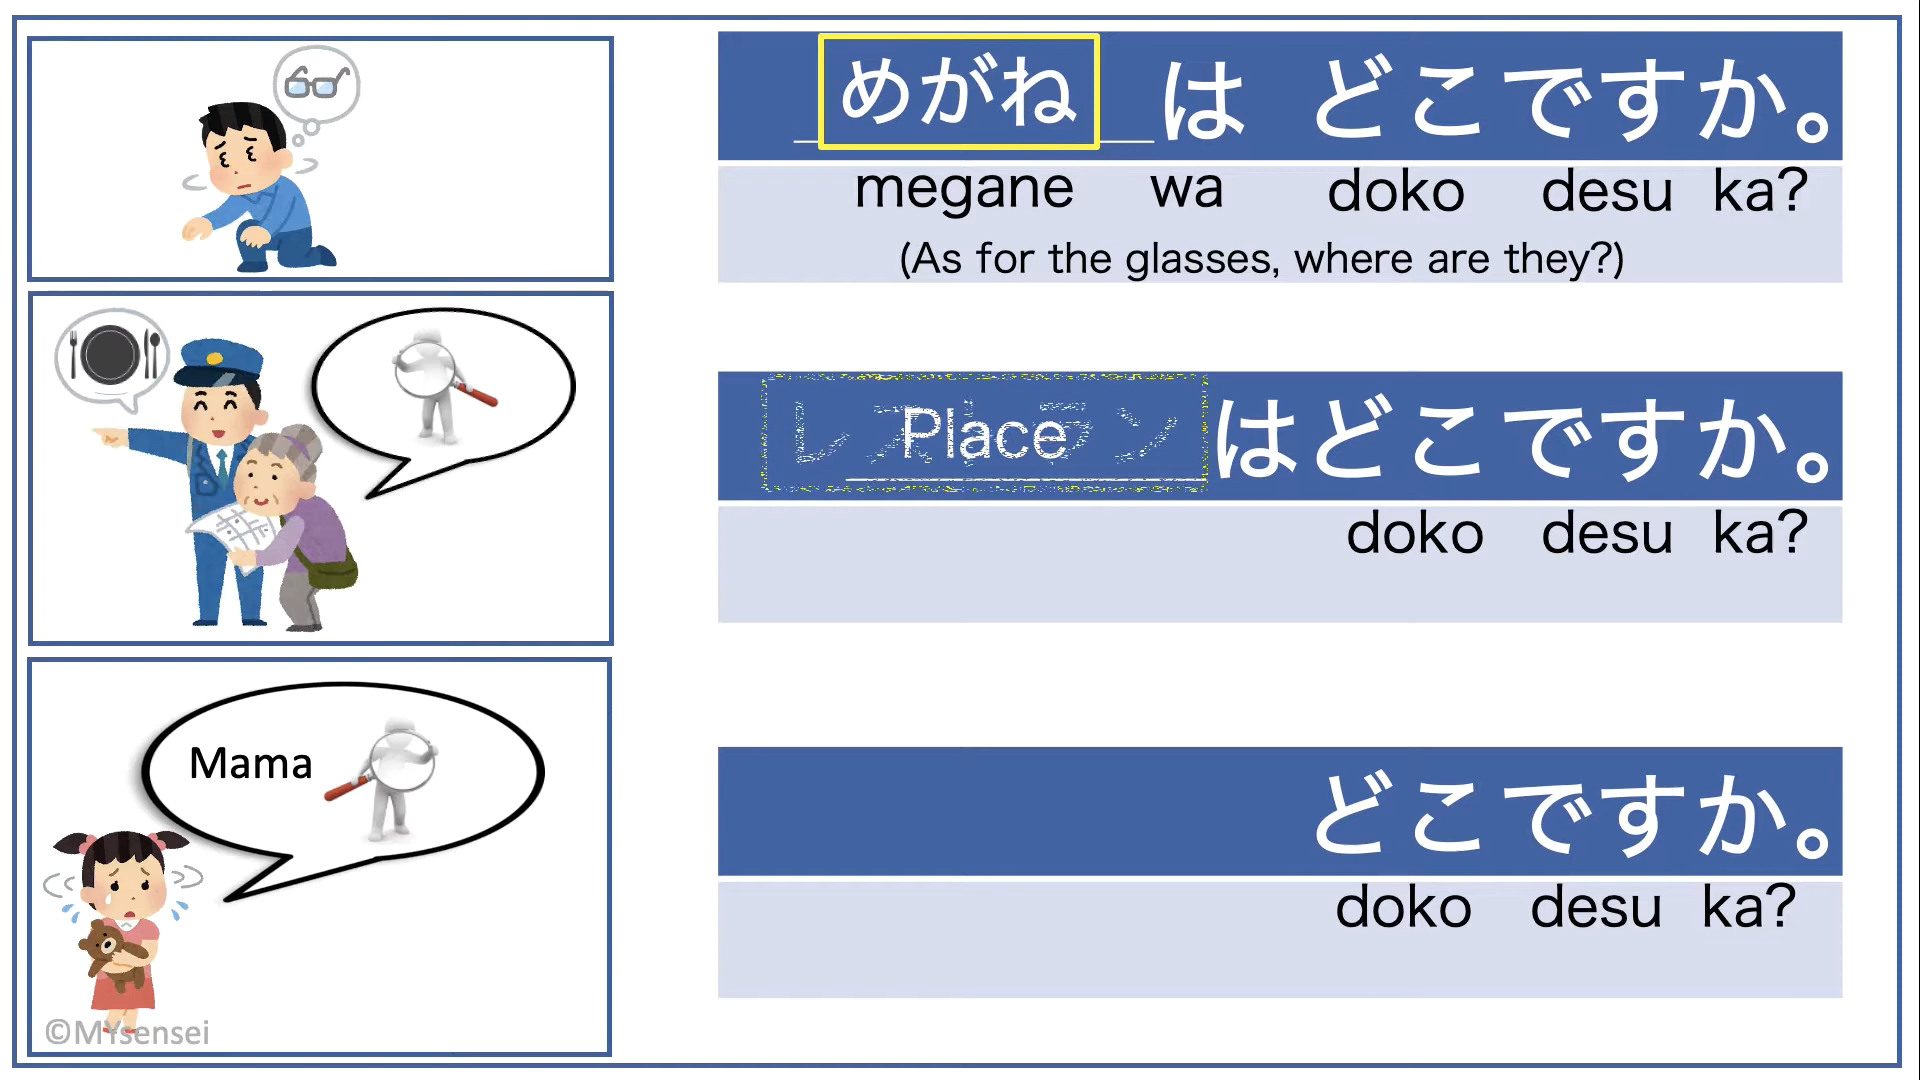 めがね は どこですか。
megane wa doko desu ka?
(As for the glasses, where are they?)
Place はどこですか。
doko desu ka?
Mama
どこですか。
doko desu ka?
©MYsensei